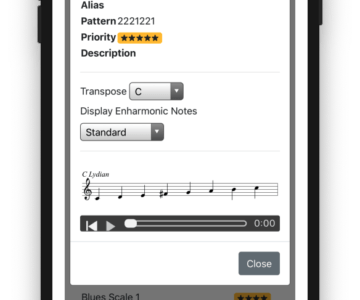 Alias
Pattern 2221221
Priority ★★★★★
Description
Transpose C
Display Enharmonic Notes
Standard
C Lydian
0:00
Close
Blues Scale 1 ★★★★